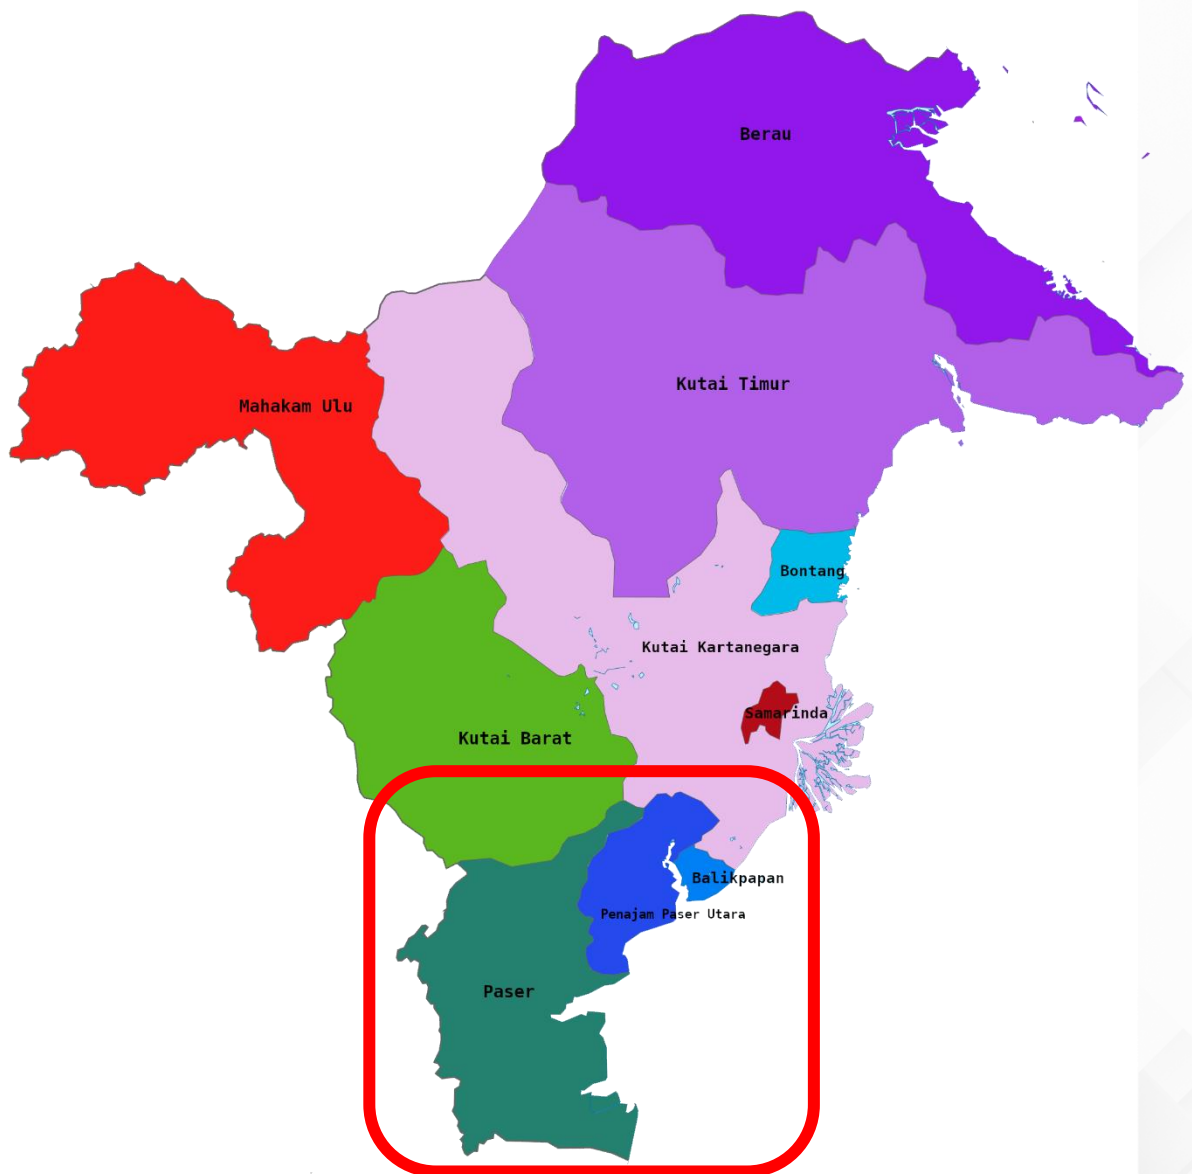 Berau
Kutai Timur
Mahakam Ulu
Bontang
Kutai Kartanegara
Samarinda
Kutai Barat
Balikpapan
Penajam Paser Utara
Paser